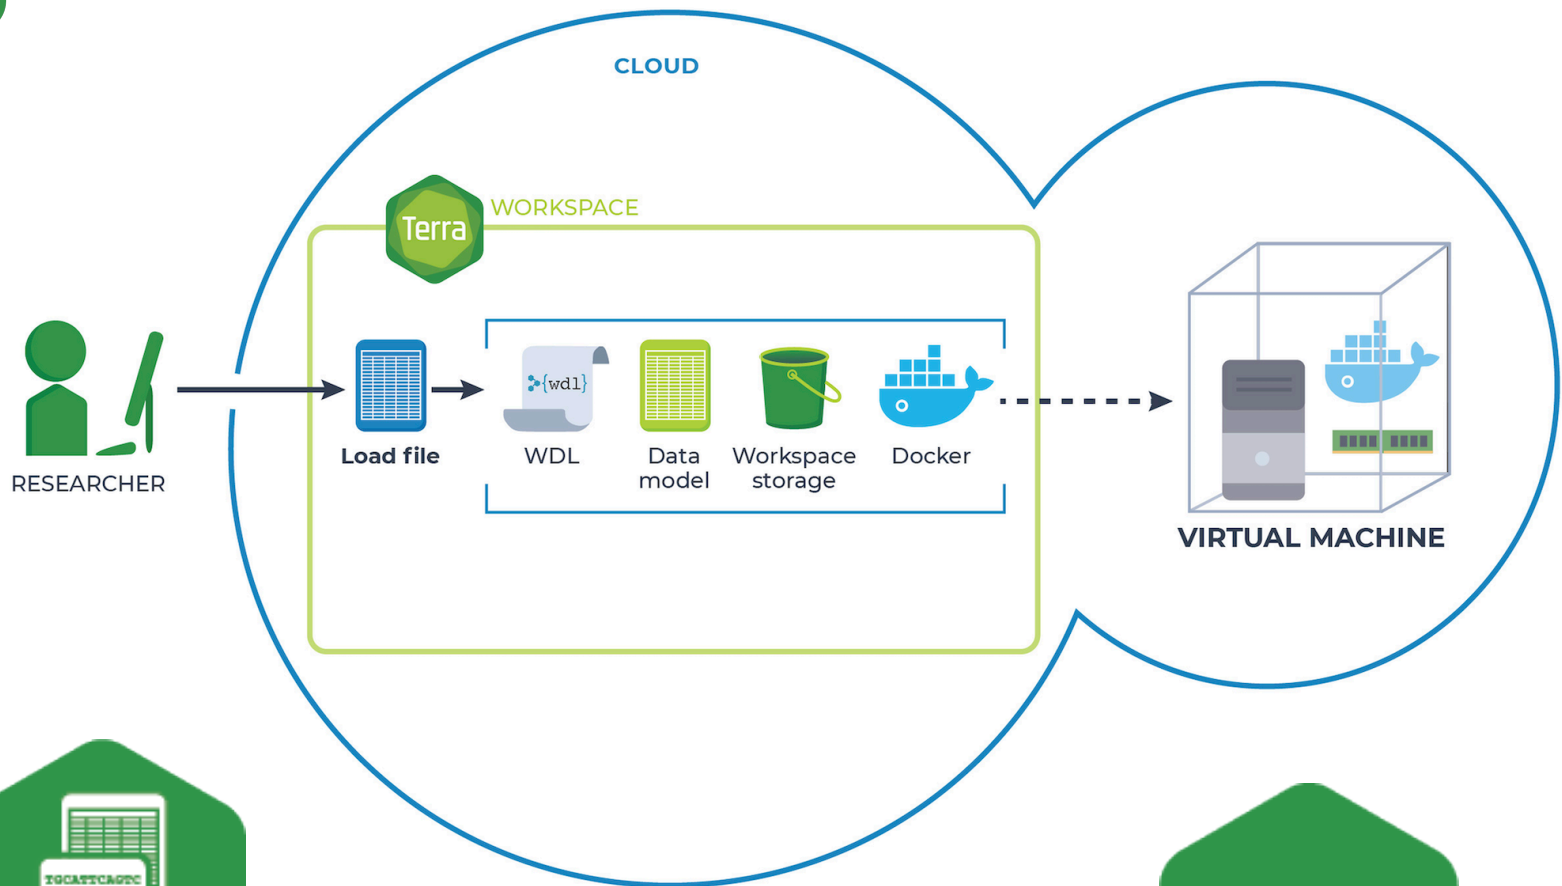 CLOUD
WORKSPACE
Terra
{wdl}
Load file
WDL
Data
model
Workspace
storage
Docker
RESEARCHER
VIRTUAL MACHINE
TGCATTCAGTC